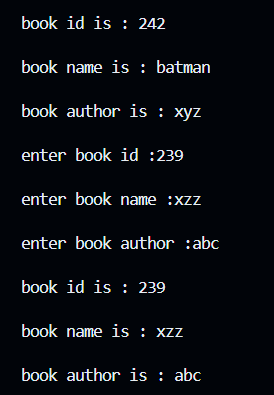 book id is : 242
book name is : batman
book author is : xyz
enter book id :239
enter book name :xzz
enter book author :abc
book id is : 239
book name is : xzz
book author is : abc